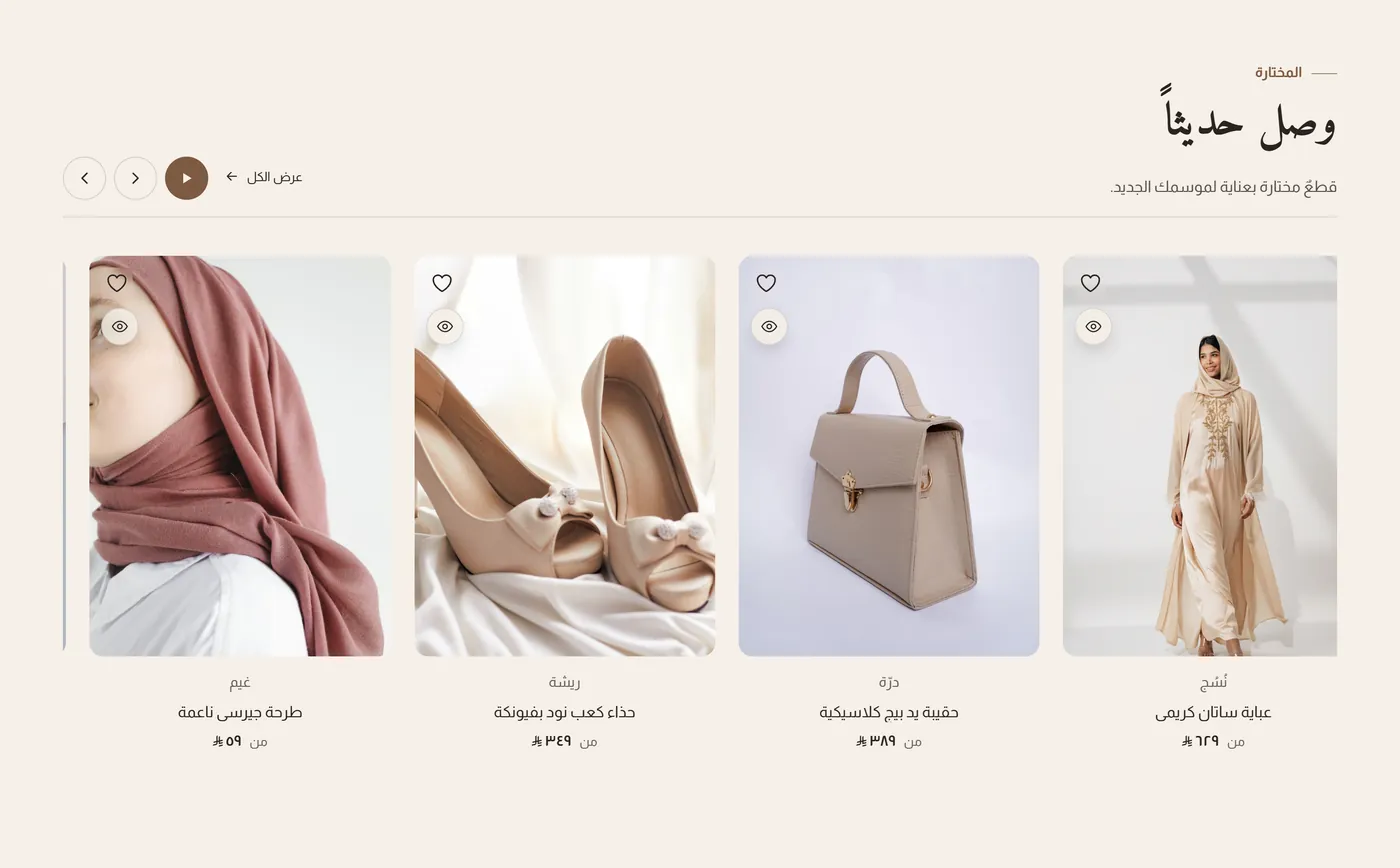 المختارة
وصل حديثاً
قطعٌ مختارة بعناية لموسمك الجديد.
عرض الكل ←
نُسُج
عباية ساتان كريمي
من ٦٢٩ ⃁
درّة
حقيبة يد بيج كلاسيكية
من ٣٨٩ ⃁
ريشة
حذاء كعب نود بفيونكة
من ٣٤٩ ⃁
غيم
طرحة جيرسي ناعمة
من ٥٩ ⃁